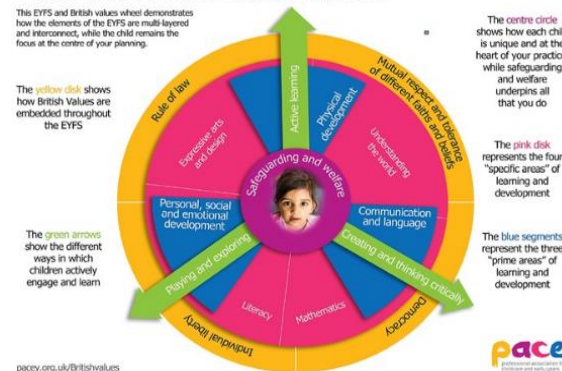 This EYFS and British values wheel demonstrates
how the elements of the EYFS are multi-layered
and interconnect, while the child remains the
focus at the centre of your planning.
The yellow disk shows
how British Values are
embedded throughout
the EYFS
The green arrows
show the different
ways in which
children actively
engage and learn
pacey.org.uk/Britishvalues
Rule of law
Mutual respect and tolerance
of different faiths and beliefs
Active learning
Physical
development
Expressive arts
and design
Understanding
the world
Safeguarding and welfare
Personal, social
and emotional
development
Communication
and language
Playing and exploring
Creating and thinking critically
Literacy
Mathematics
Individual liberty
Democracy
The centre circle
shows how each chil
is unique and at the
heart of your practic
while safeguarding
and welfare
underpins all
that you do
The pink disk
represents the four
"specific areas" of
learning and
development
The blue segments
represent the three
"prime areas" of
learning and
development
pace
professional association f
childcare and early years